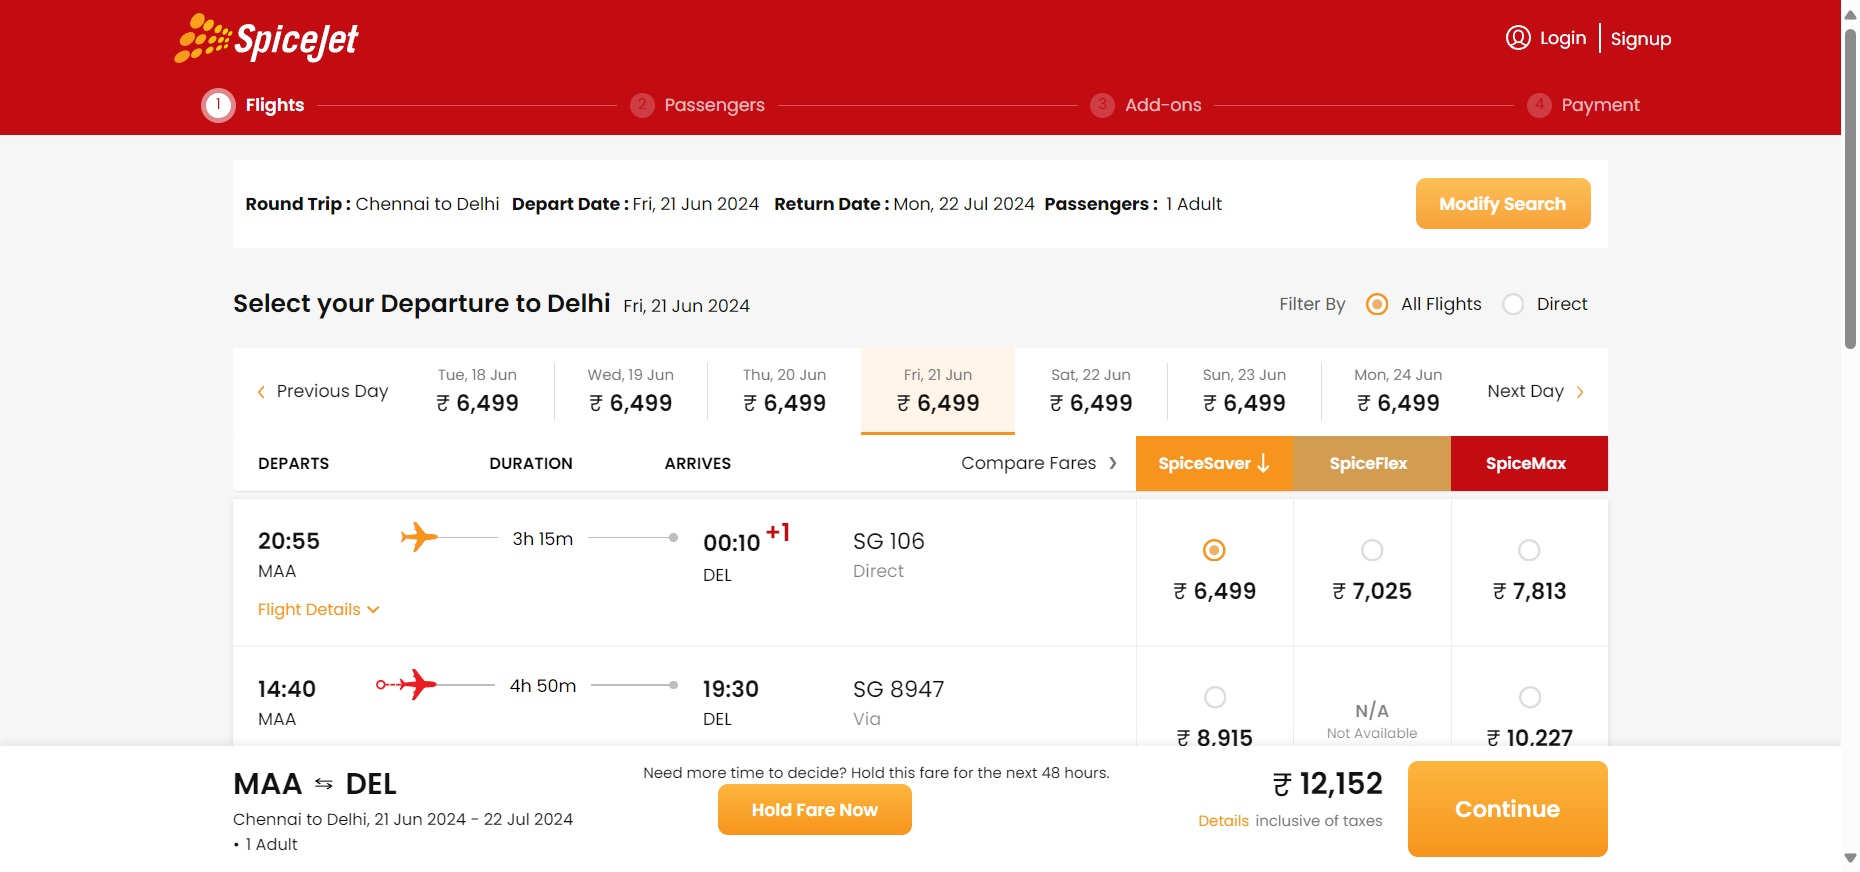 SpiceJet
Login
Signup
1 Flights
2 Passengers
3 Add-ons
4 Payment
Round Trip : Chennai to Delhi Depart Date : Fri, 21 Jun 2024 Return Date : Mon, 22 Jul 2024 Passengers : 1 Adult
Modify Search
Select your Departure to Delhi Fri, 21 Jun 2024
Filter By All Flights Direct
Previous Day
Tue, 18 Jun
₹ 6,499
Wed, 19 Jun
₹ 6,499
Thu, 20 Jun
₹ 6,499
Fri, 21 Jun
₹ 6,499
Sat, 22 Jun
₹ 6,499
Sun, 23 Jun
₹ 6,499
Mon, 24 Jun
₹ 6,499
Next Day
DEPARTS DURATION ARRIVES Compare Fares SpiceSaver ↓ SpiceFlex SpiceMax
20:55
MAA
3h 15m
00:10 +1
DEL
SG 106
Direct
₹ 6,499
₹ 7,025
₹ 7,813
Flight Details
14:40
MAA
4h 50m
19:30
DEL
SG 8947
Via
₹ 8,915
N/A
Not Available
₹ 10,227
MAA ⇆ DEL
Chennai to Delhi, 21 Jun 2024 - 22 Jul 2024
• 1 Adult
Need more time to decide? Hold this fare for the next 48 hours.
Hold Fare Now
₹ 12,152
Details inclusive of taxes
Continue